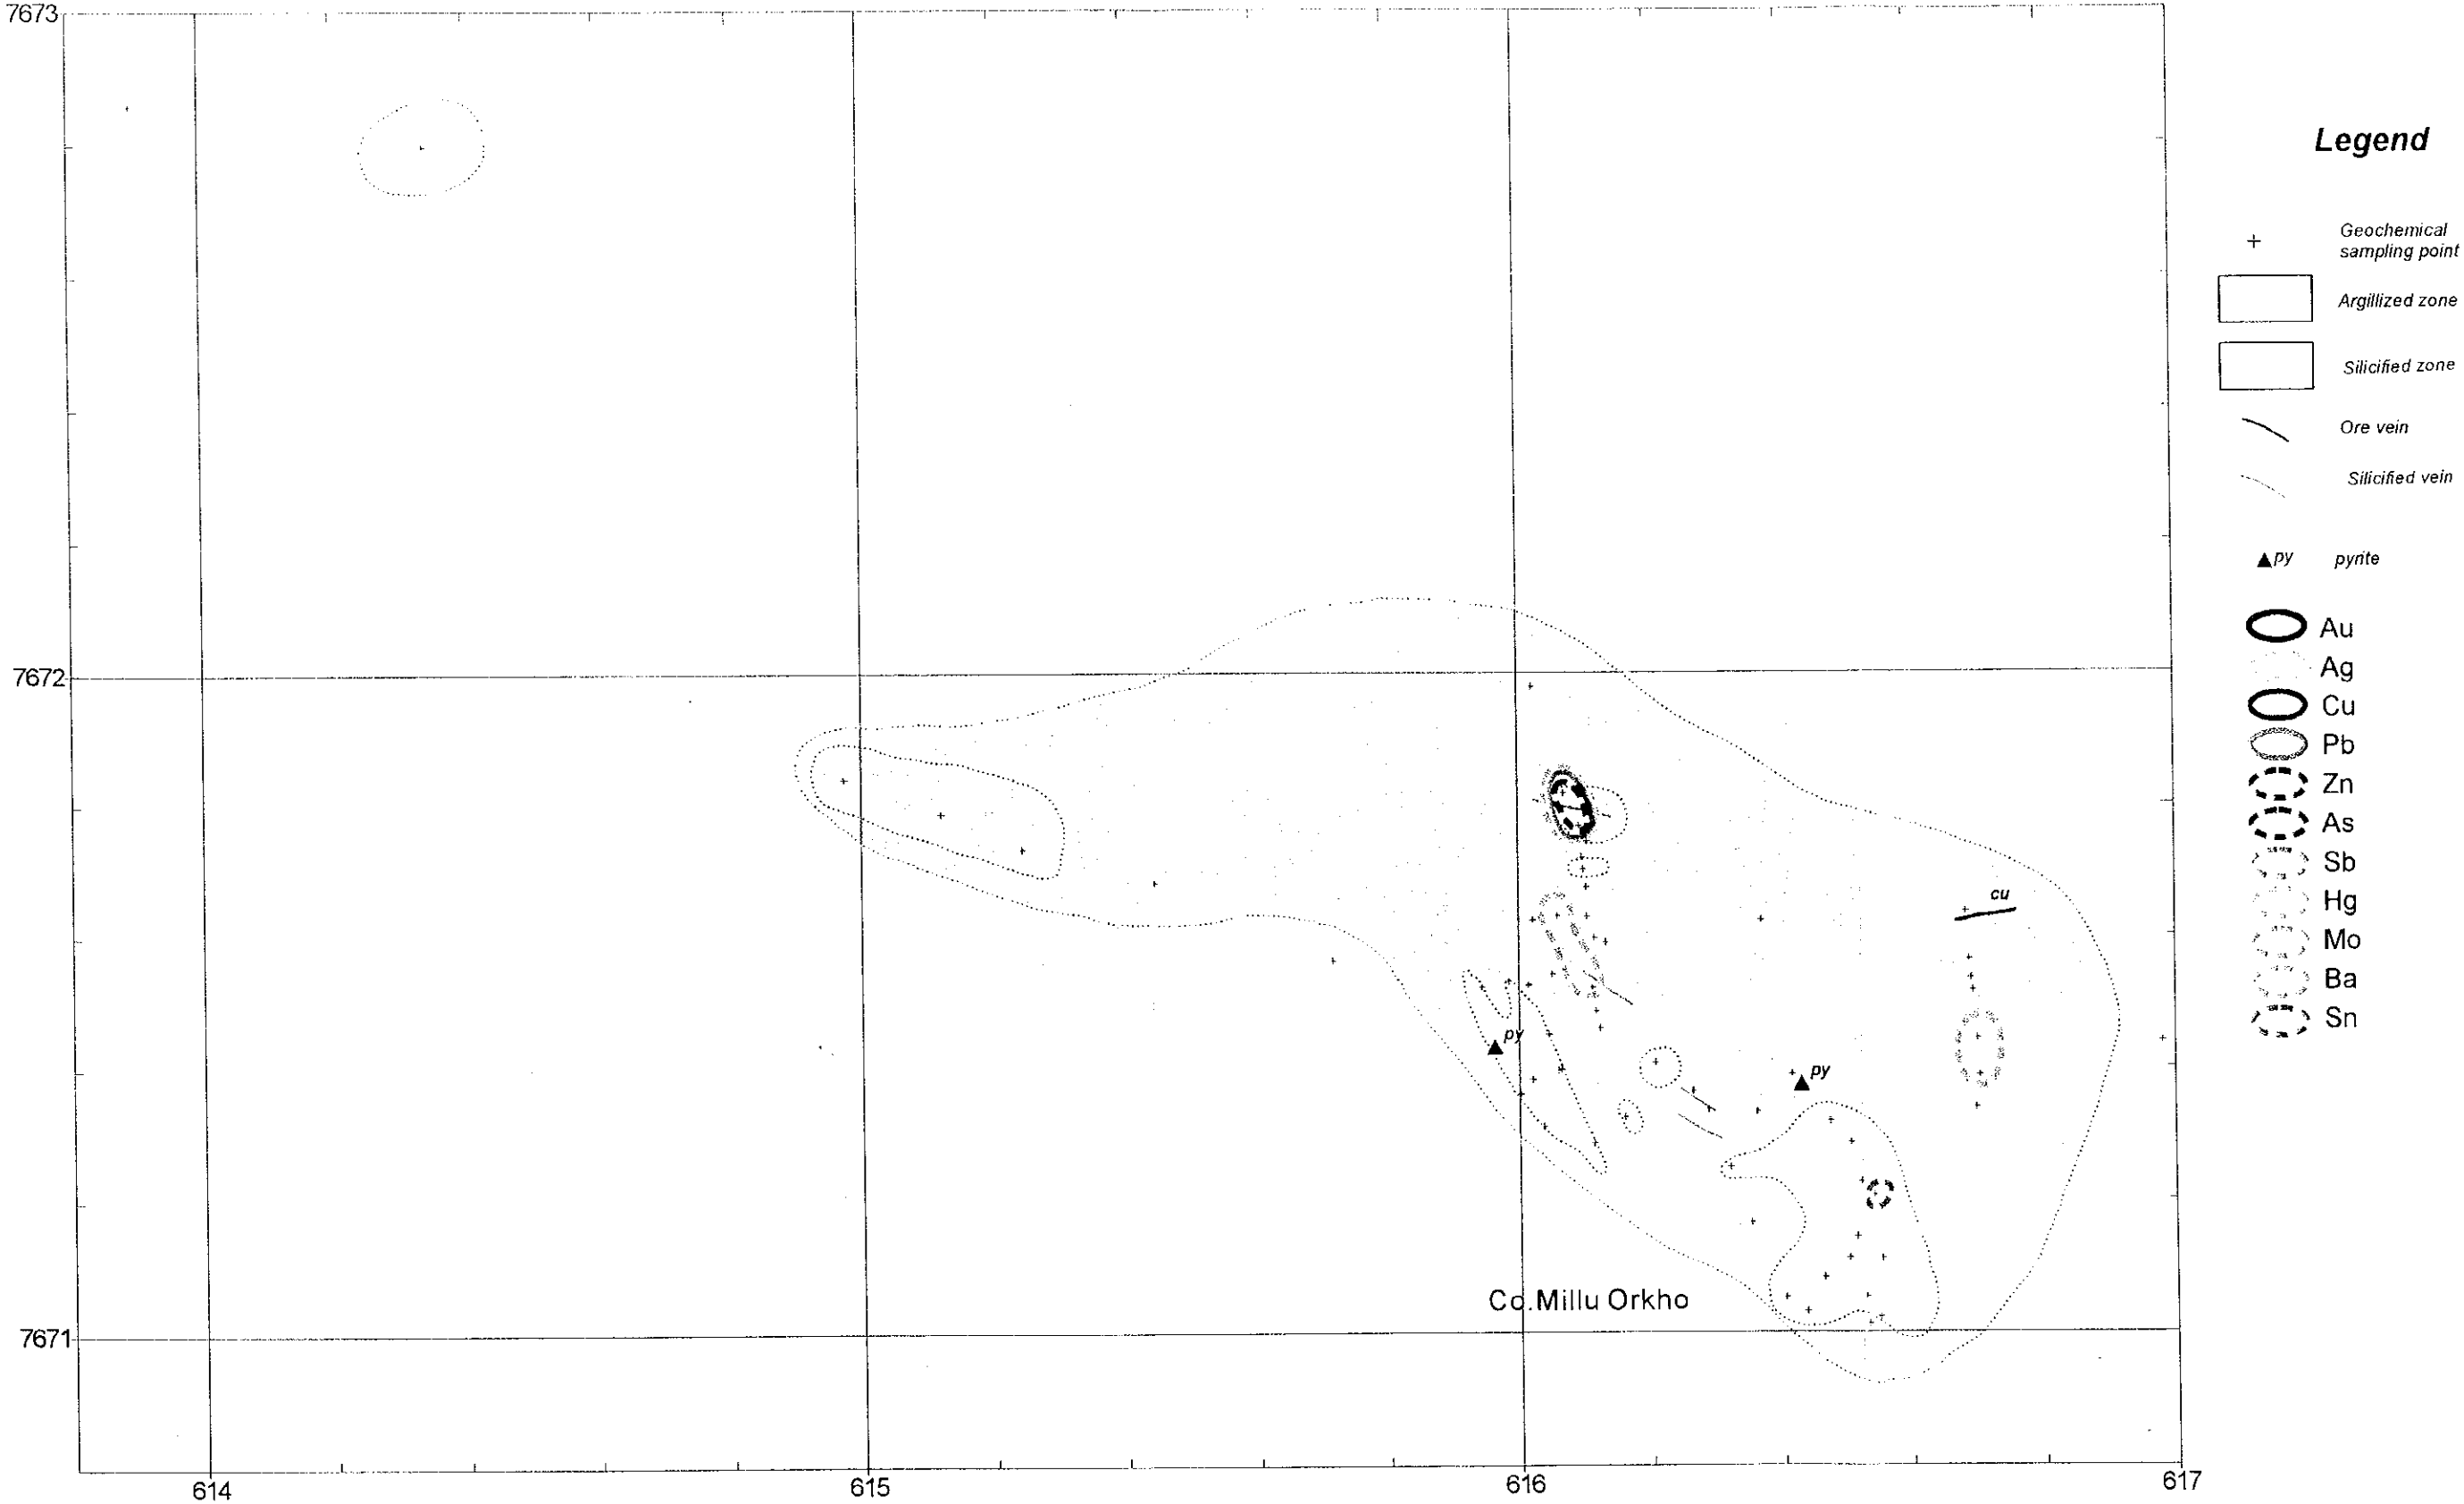 7673
7672
7671
614
615
616
617
cu
py
py
Co.Millu Orkho
Legend
Geochemical
sampling point
Argillized zone
Silicified zone
Ore vein
Silicified vein
py pyrite
Au
Ag
Cu
Pb
Zn
As
Sb
Hg
Mo
Ba
Sn